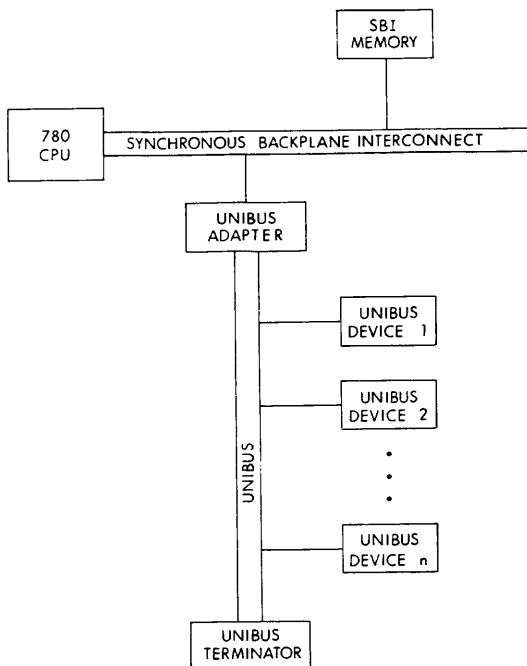 SBI
MEMORY
780
CPU
SYNCHRONOUS BACKPLANE INTERCONNECT
UNIBUS
ADAPTER
UNIBUS
DEVICE 1
UNIBUS
DEVICE 2
UNIBUS
UNIBUS
DEVICE n
UNIBUS
TERMINATOR